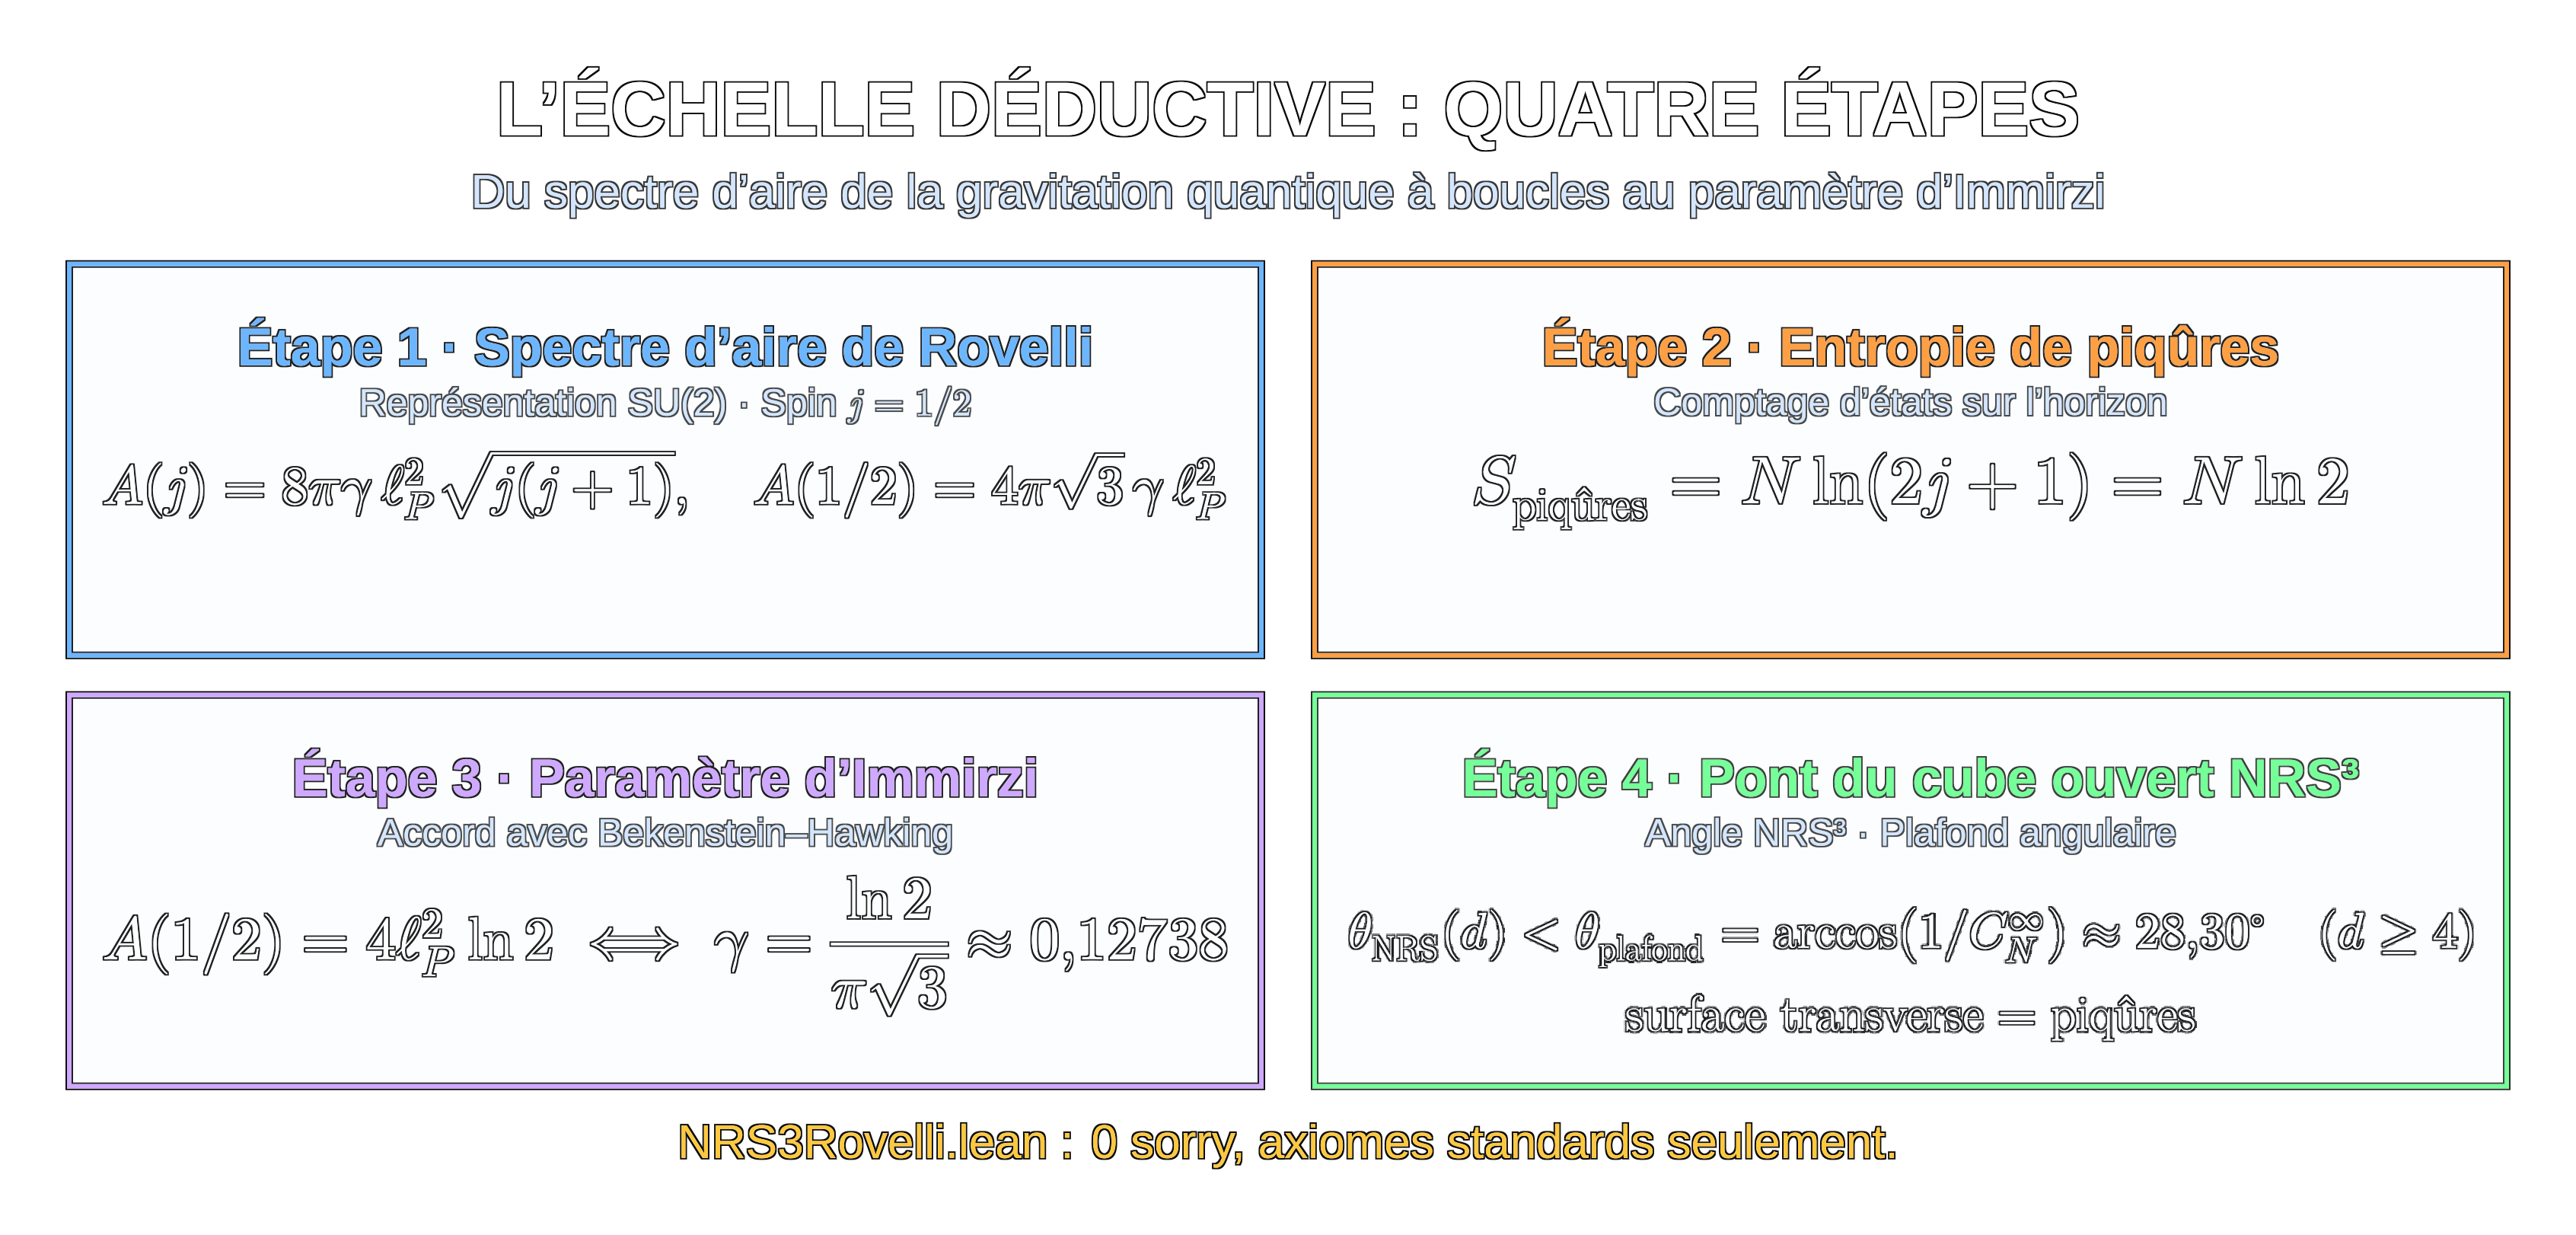 L’ÉCHELLE DÉDUCTIVE : QUATRE ÉTAPES
Du spectre d’aire de la gravitation quantique à boucles au paramètre d’Immirzi
Étape 1 · Spectre d’aire de Rovelli
Représentation SU(2) · Spin j = 1/2
A(j) = 8πγ ℓ_P^2 √(j(j + 1)), A(1/2) = 4π√3 γ ℓ_P^2
Étape 2 · Entropie de piqûres
Comptage d’états sur l’horizon
S_piqûres = N ln(2j + 1) = N ln 2
Étape 3 · Paramètre d’Immirzi
Accord avec Bekenstein–Hawking
A(1/2) = 4ℓ_P^2 ln 2 ⟺ γ = ln 2 / π√3 ≈ 0,12738
Étape 4 · Pont du cube ouvert NRS³
Angle NRS³ · Plafond angulaire
θ_NRS(d) < θ_plafond = arccos(1/C_N^∞) ≈ 28,30° (d ≥ 4)
surface transverse = piqûres
NRS3Rovelli.lean : 0 sorry, axiomes standards seulement.